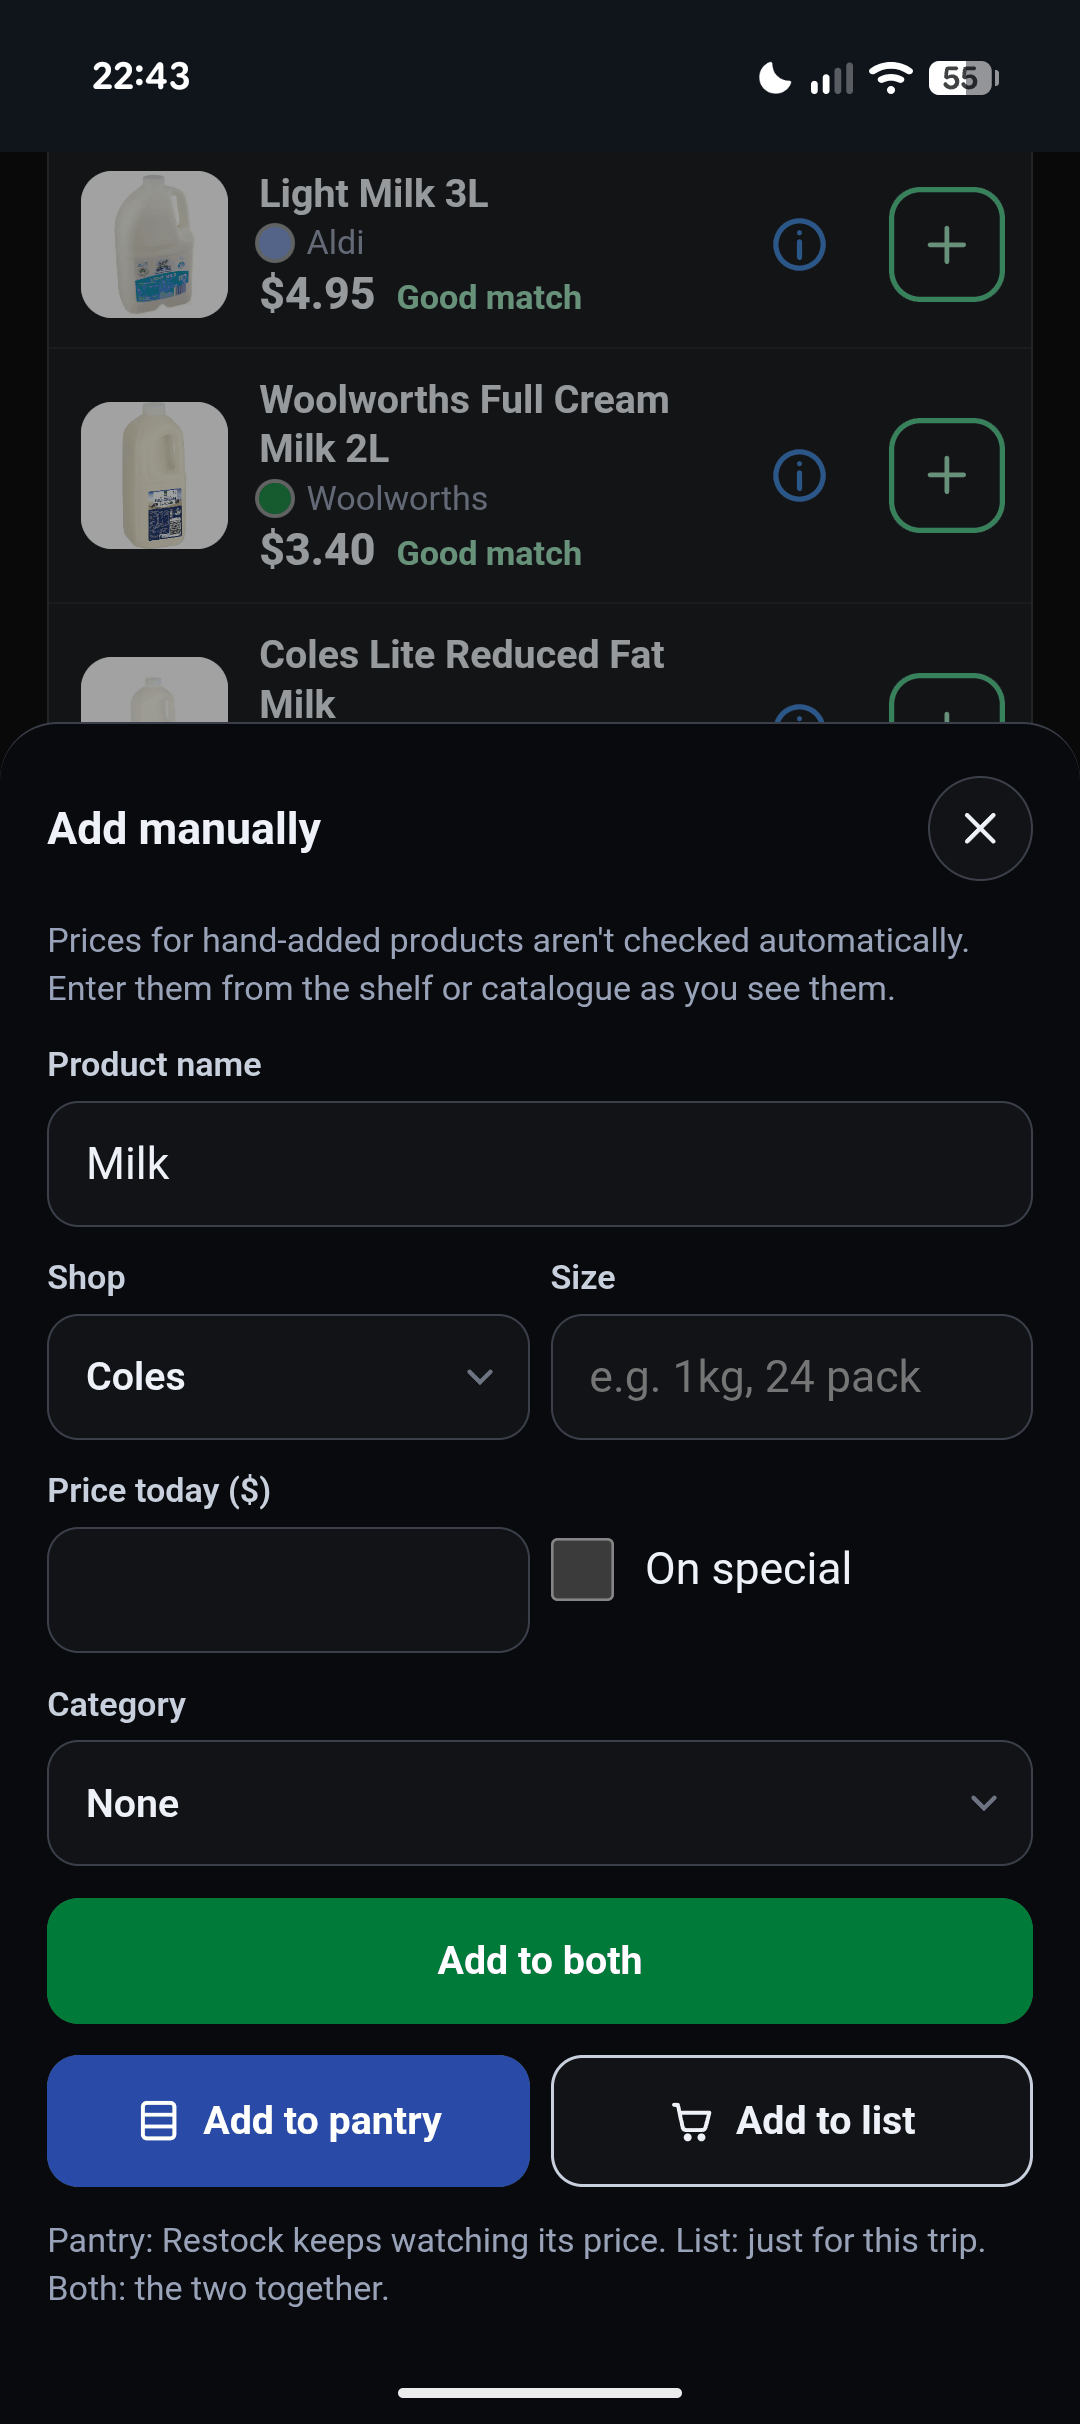 22:43
55
Light Milk 3L
Aldi
$4.95 Good match
Woolworths Full Cream
Milk 2L
Woolworths
$3.40 Good match
Coles Lite Reduced Fat
Milk
Add manually
Prices for hand-added products aren't checked automatically.
Enter them from the shelf or catalogue as you see them.
Product name
Milk
Shop
Size
Coles
e.g. 1kg, 24 pack
Price today ($)
On special
Category
None
Add to both
Add to pantry
Add to list
Pantry: Restock keeps watching its price. List: just for this trip.
Both: the two together.